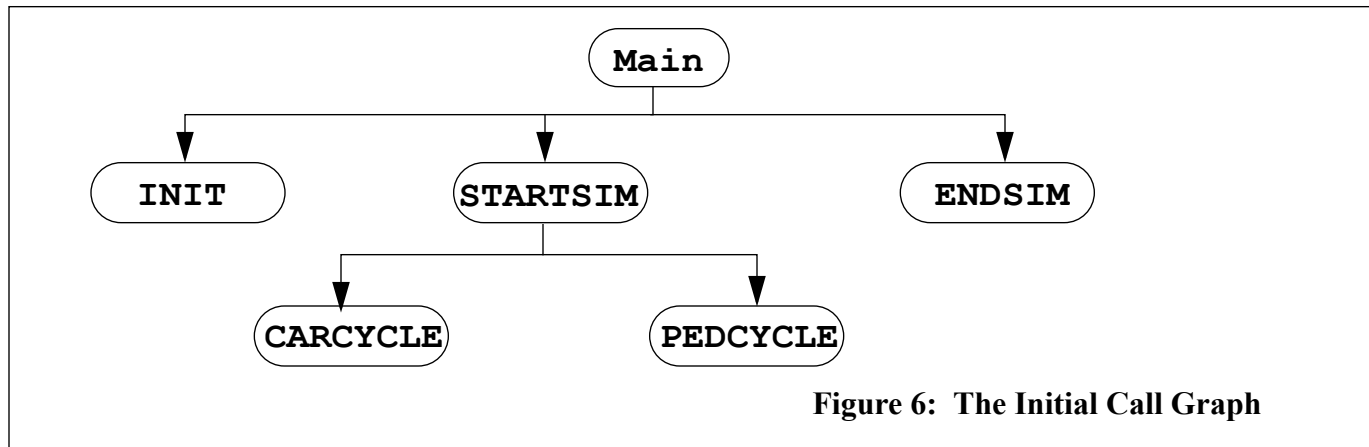 Main
INIT
STARTSIM
ENDSIM
CARCYCLE
PEDCYCLE
Figure 6: The Initial Call Graph